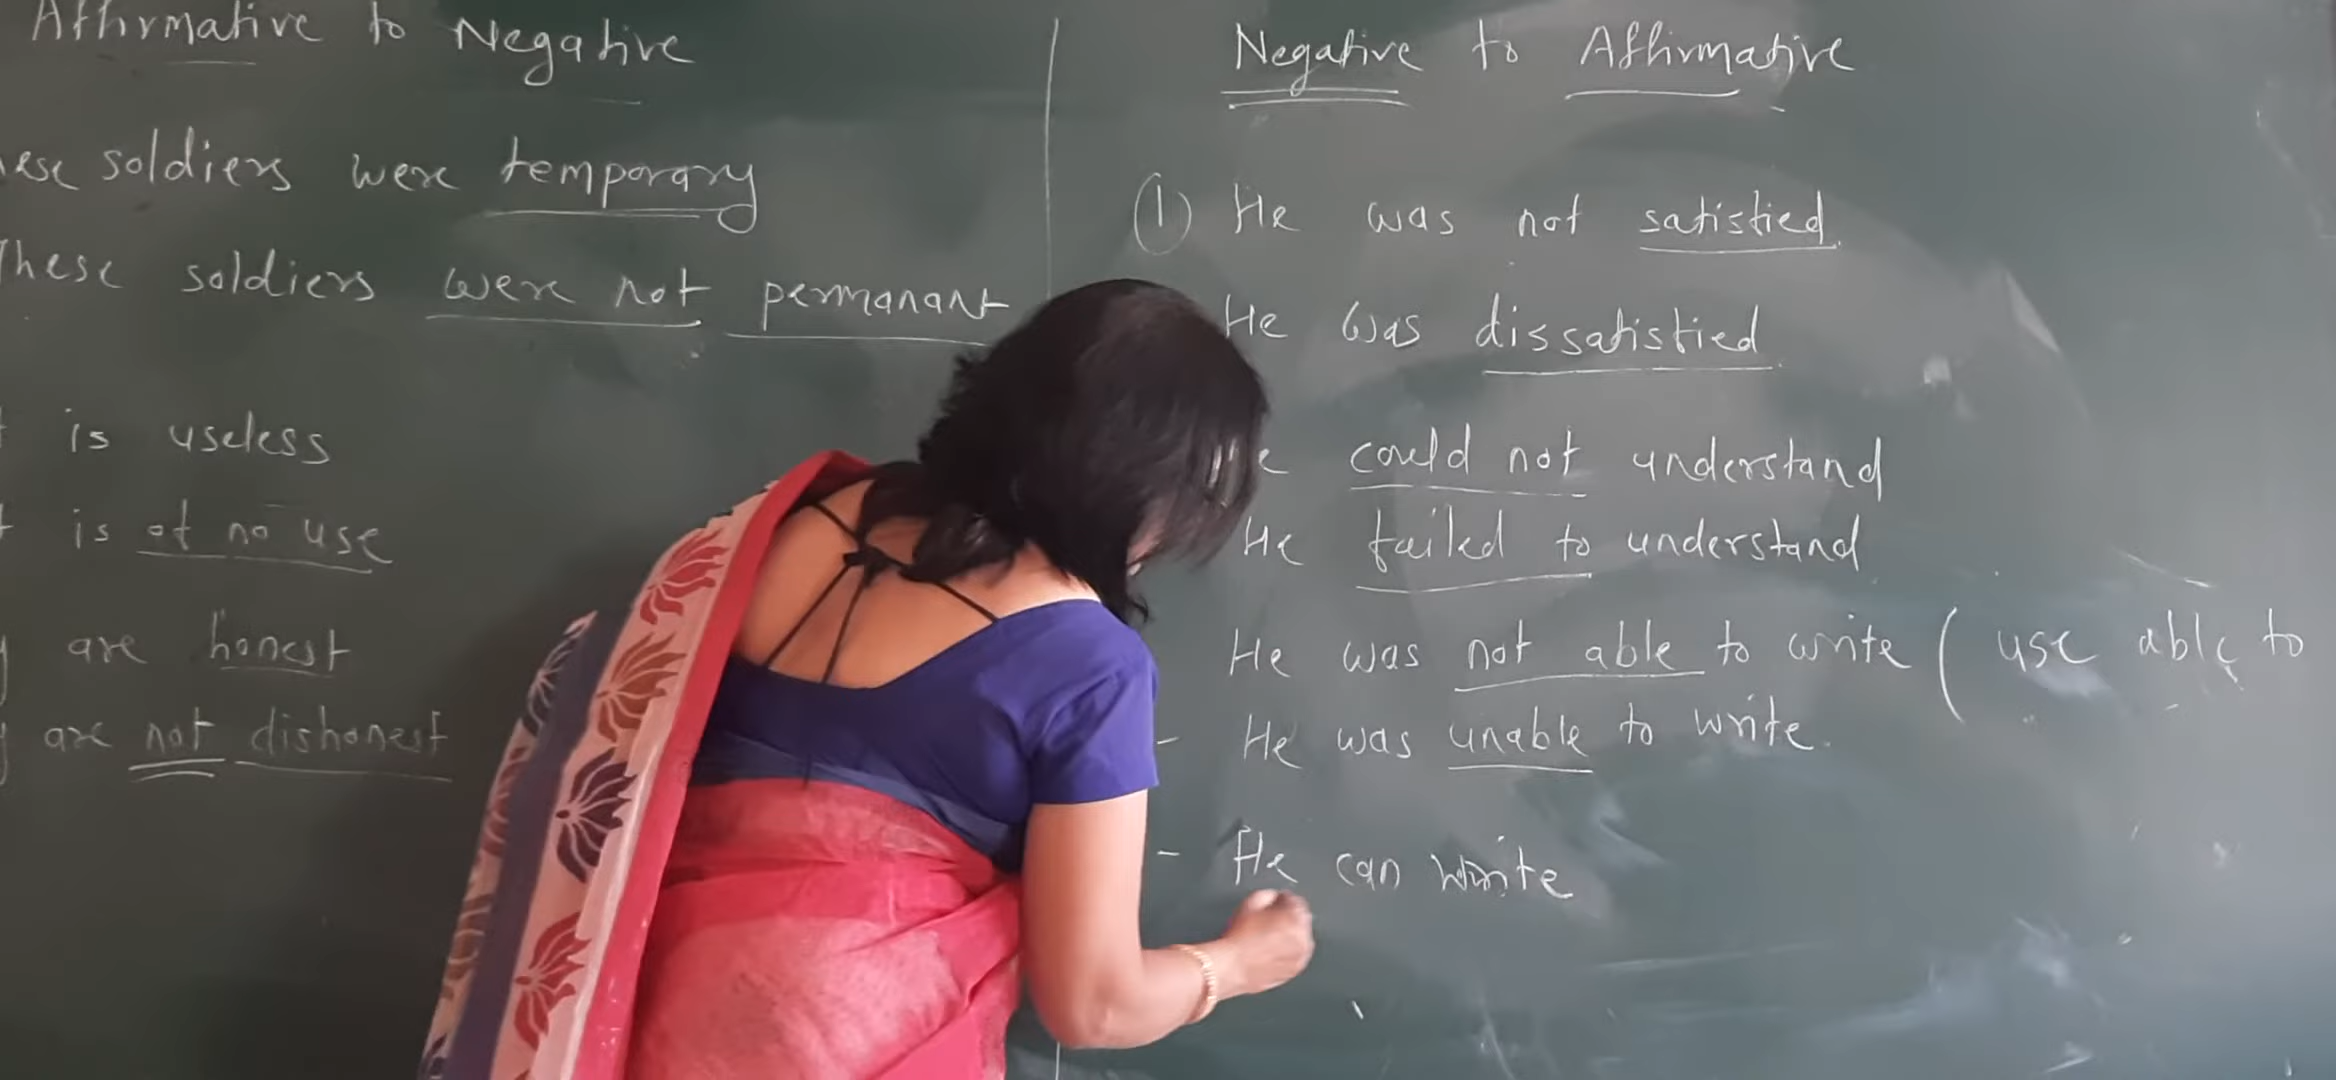 Affirmative to Negative
ese soldiers were temporary
These soldiers were not permanant
is useless
is of no use
are honest
are not dishonest
Negative to Affirmative
(1) He was not satisfied.
He was dissatisfied.
could not understand
He failed to understand
He was not able to write ( use able to
- He was unable to write.
- He can write